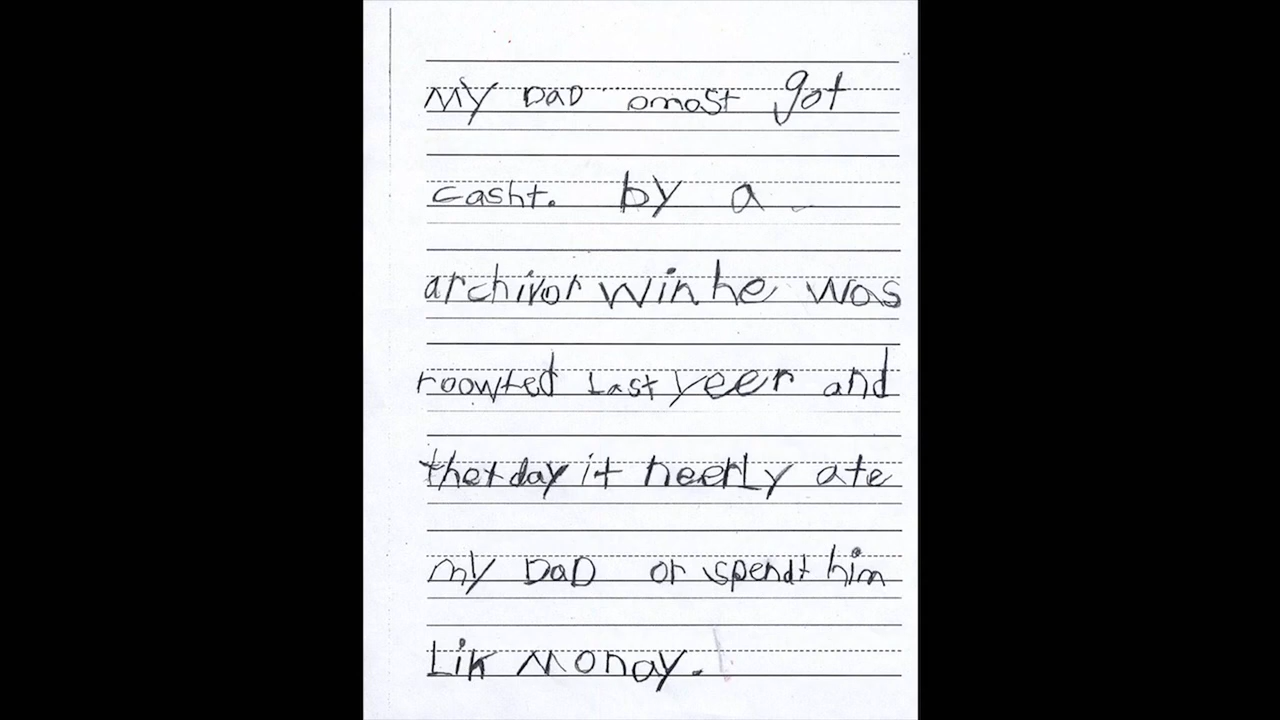 MY DaD omost got
casht. by a
archivor win he was
roowted Last yeer and
thet day it neerLy ate
my DaD or spendt him
Lik monay.